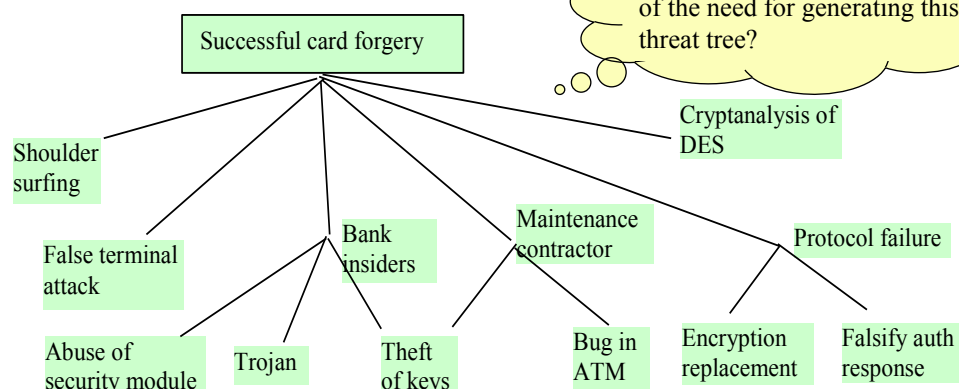 of the need for generating this
threat tree?
Successful card forgery
Cryptanalysis of
DES
Shoulder
surfing
Maintenance
contractor
Bank
insiders
Protocol failure
False terminal
attack
Abuse of
security module
Trojan
Theft
of keys
Bug in
ATM
Encryption
replacement
Falsify auth
response